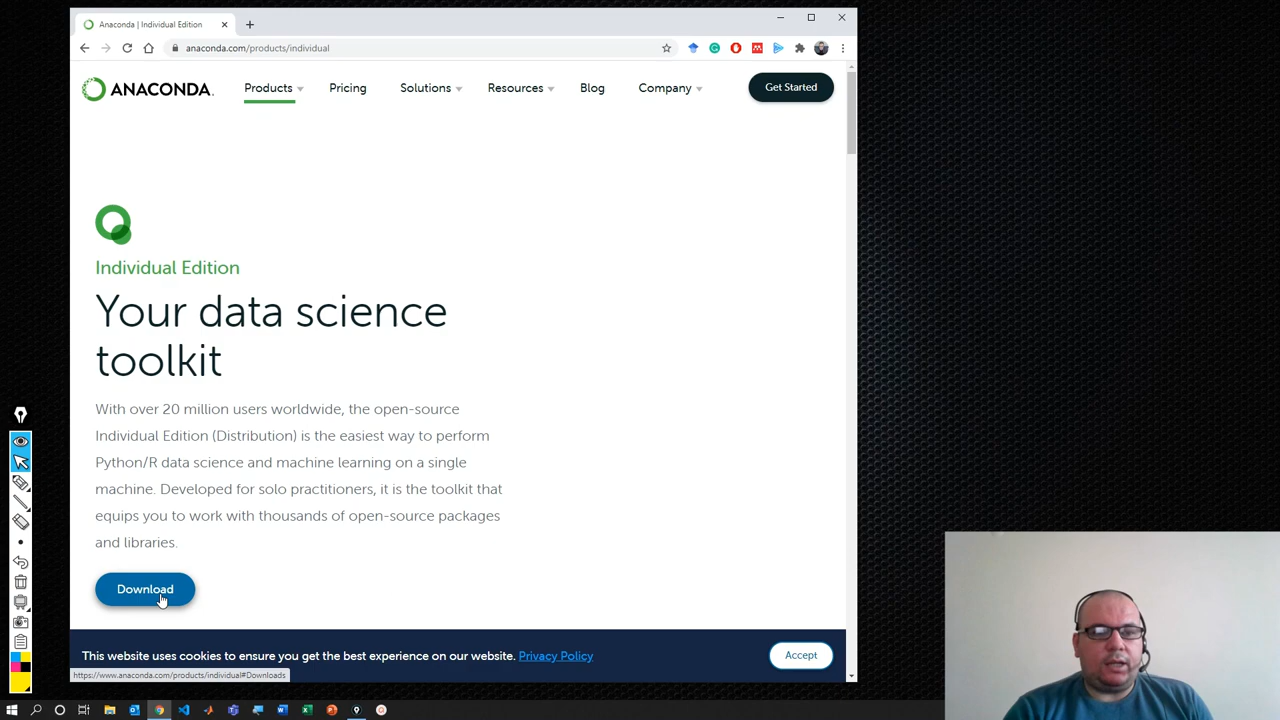 Anaconda | Individual Edition
anaconda.com/products/individual
ANACONDA.
Products
Pricing
Solutions
Resources
Blog
Company
Get Started
Individual Edition
Your data science
toolkit
With over 20 million users worldwide, the open-source
Individual Edition (Distribution) is the easiest way to perform
Python/R data science and machine learning on a single
machine. Developed for solo practitioners, it is the toolkit that
equips you to work with thousands of open-source packages
and libraries.
Download
This website uses cookies to ensure you get the best experience on our website. Privacy Policy
Accept
https://www.anaconda.com/products/individual#Downloads